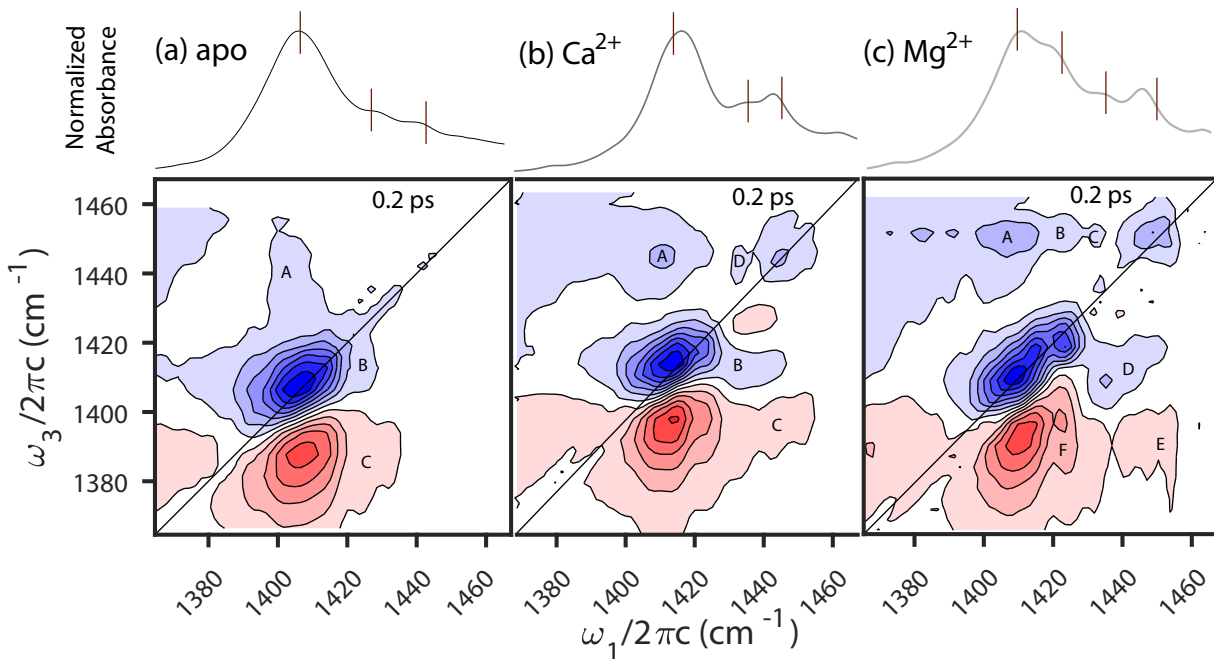 Normalized
Absorbance
(a) apo
(b) Ca²⁺
(c) Mg²⁺
0.2 ps
0.2 ps
0.2 ps
ω₃/2πc (cm⁻¹)
1460
1440
1420
1400
1380
A
B
C
A
D
B
C
A
B
C
D
E
F
1380
1400
1420
1440
1460
1380
1400
1420
1440
1460
1380
1400
1420
1440
1460
ω₁/2πc (cm⁻¹)